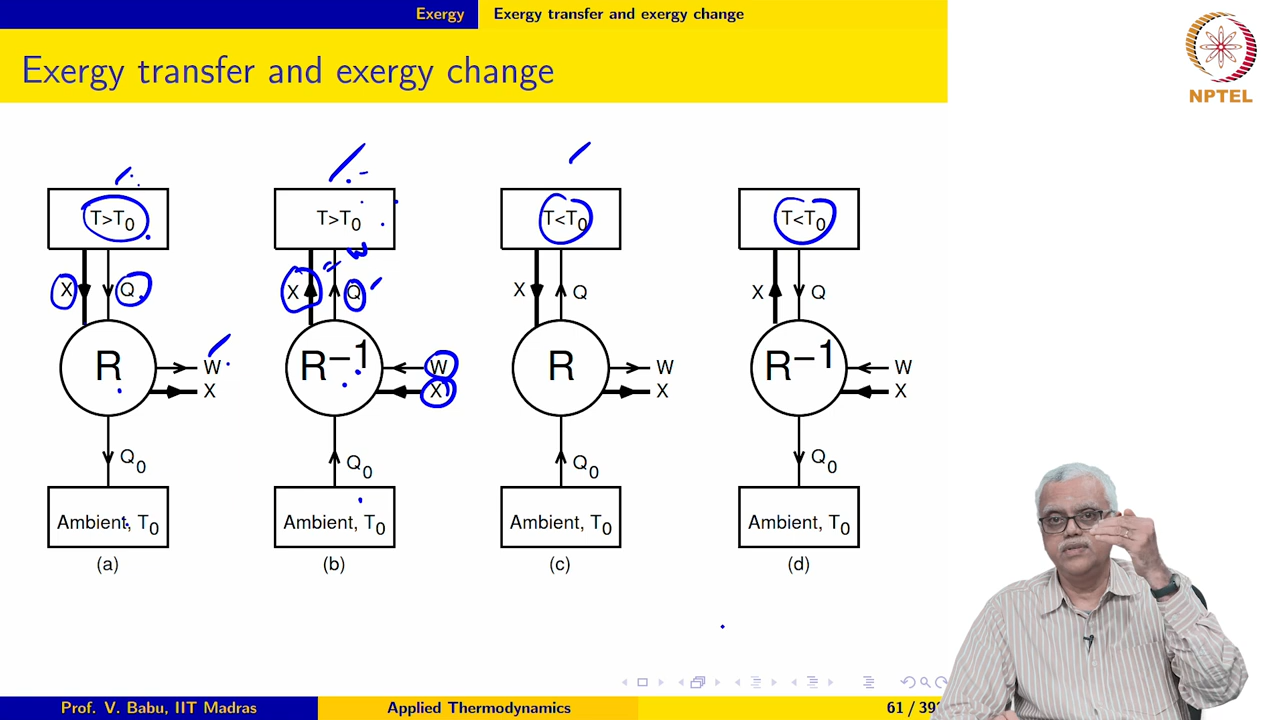 Exergy Exergy transfer and exergy change
Exergy transfer and exergy change
NPTEL
T>T0 T>T0 T<T0 T<T0
= W
X Q X Q X Q X Q
R W X R−1 W X R W X R−1 W X
Q0 Q0 Q0 Q0
Ambient, T0 Ambient, T0 Ambient, T0 Ambient, T0
(a) (b) (c) (d)
Prof. V. Babu, IIT Madras Applied Thermodynamics 61 / 39